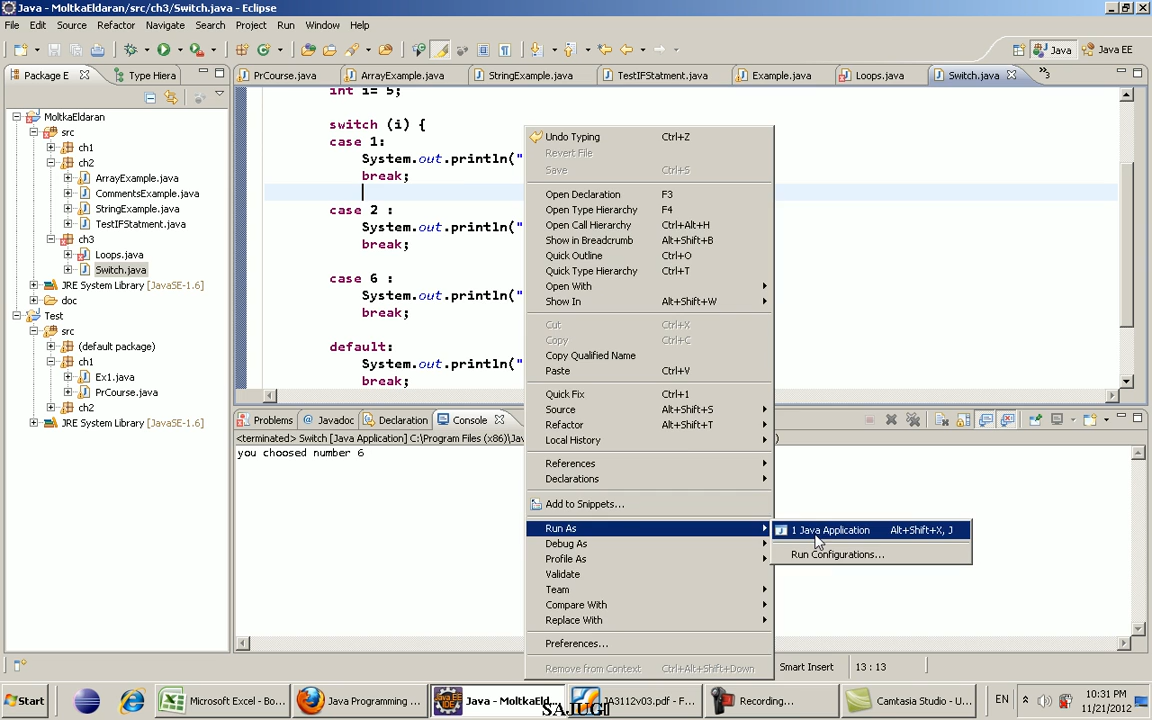 Java - MoltkaEldaran/src/ch3/Switch.java - Eclipse
File Edit Source Refactor Navigate Search Project Run Window Help
Java Java EE
Package E Type Hiera
PrCourse.java ArrayExample.java StringExample.java TestIFStatment.java Example.java Loops.java Switch.java »3
MoltkaEldaran
src
ch1
ch2
ArrayExample.java
CommentsExample.java
StringExample.java
TestIFStatment.java
ch3
Loops.java
Switch.java
JRE System Library [JavaSE-1.6]
doc
Test
src
(default package)
ch1
Ex1.java
PrCourse.java
ch2
JRE System Library [JavaSE-1.6]
int i= 5;
switch (i) {
case 1:
System.out.println("
break;
case 2 :
System.out.println("
break;
case 6 :
System.out.println("
break;
default:
System.out.println("
break;
Undo Typing Ctrl+Z
Revert File
Save Ctrl+S
Open Declaration F3
Open Type Hierarchy F4
Open Call Hierarchy Ctrl+Alt+H
Show in Breadcrumb Alt+Shift+B
Quick Outline Ctrl+O
Quick Type Hierarchy Ctrl+T
Open With
Show In Alt+Shift+W
Cut Ctrl+X
Copy Ctrl+C
Copy Qualified Name
Paste Ctrl+V
Quick Fix Ctrl+1
Source Alt+Shift+S
Refactor Alt+Shift+T
Local History
References
Declarations
Add to Snippets...
Run As
Debug As
Profile As
Validate
Team
Compare With
Replace With
Preferences...
Remove from Context Ctrl+Alt+Shift+Down
1 Java Application Alt+Shift+X, J
Run Configurations...
Problems @ Javadoc Declaration Console
<terminated> Switch [Java Application] C:\Program Files (x86)\Jav )
you choosed number 6
Smart Insert 13 : 13
Start Microsoft Excel - Bo... Java Programming ... Java - MoltkaEld... JA3112v03.pdf - F... Recording... Camtasia Studio - U... EN 10:31 PM
11/21/2012